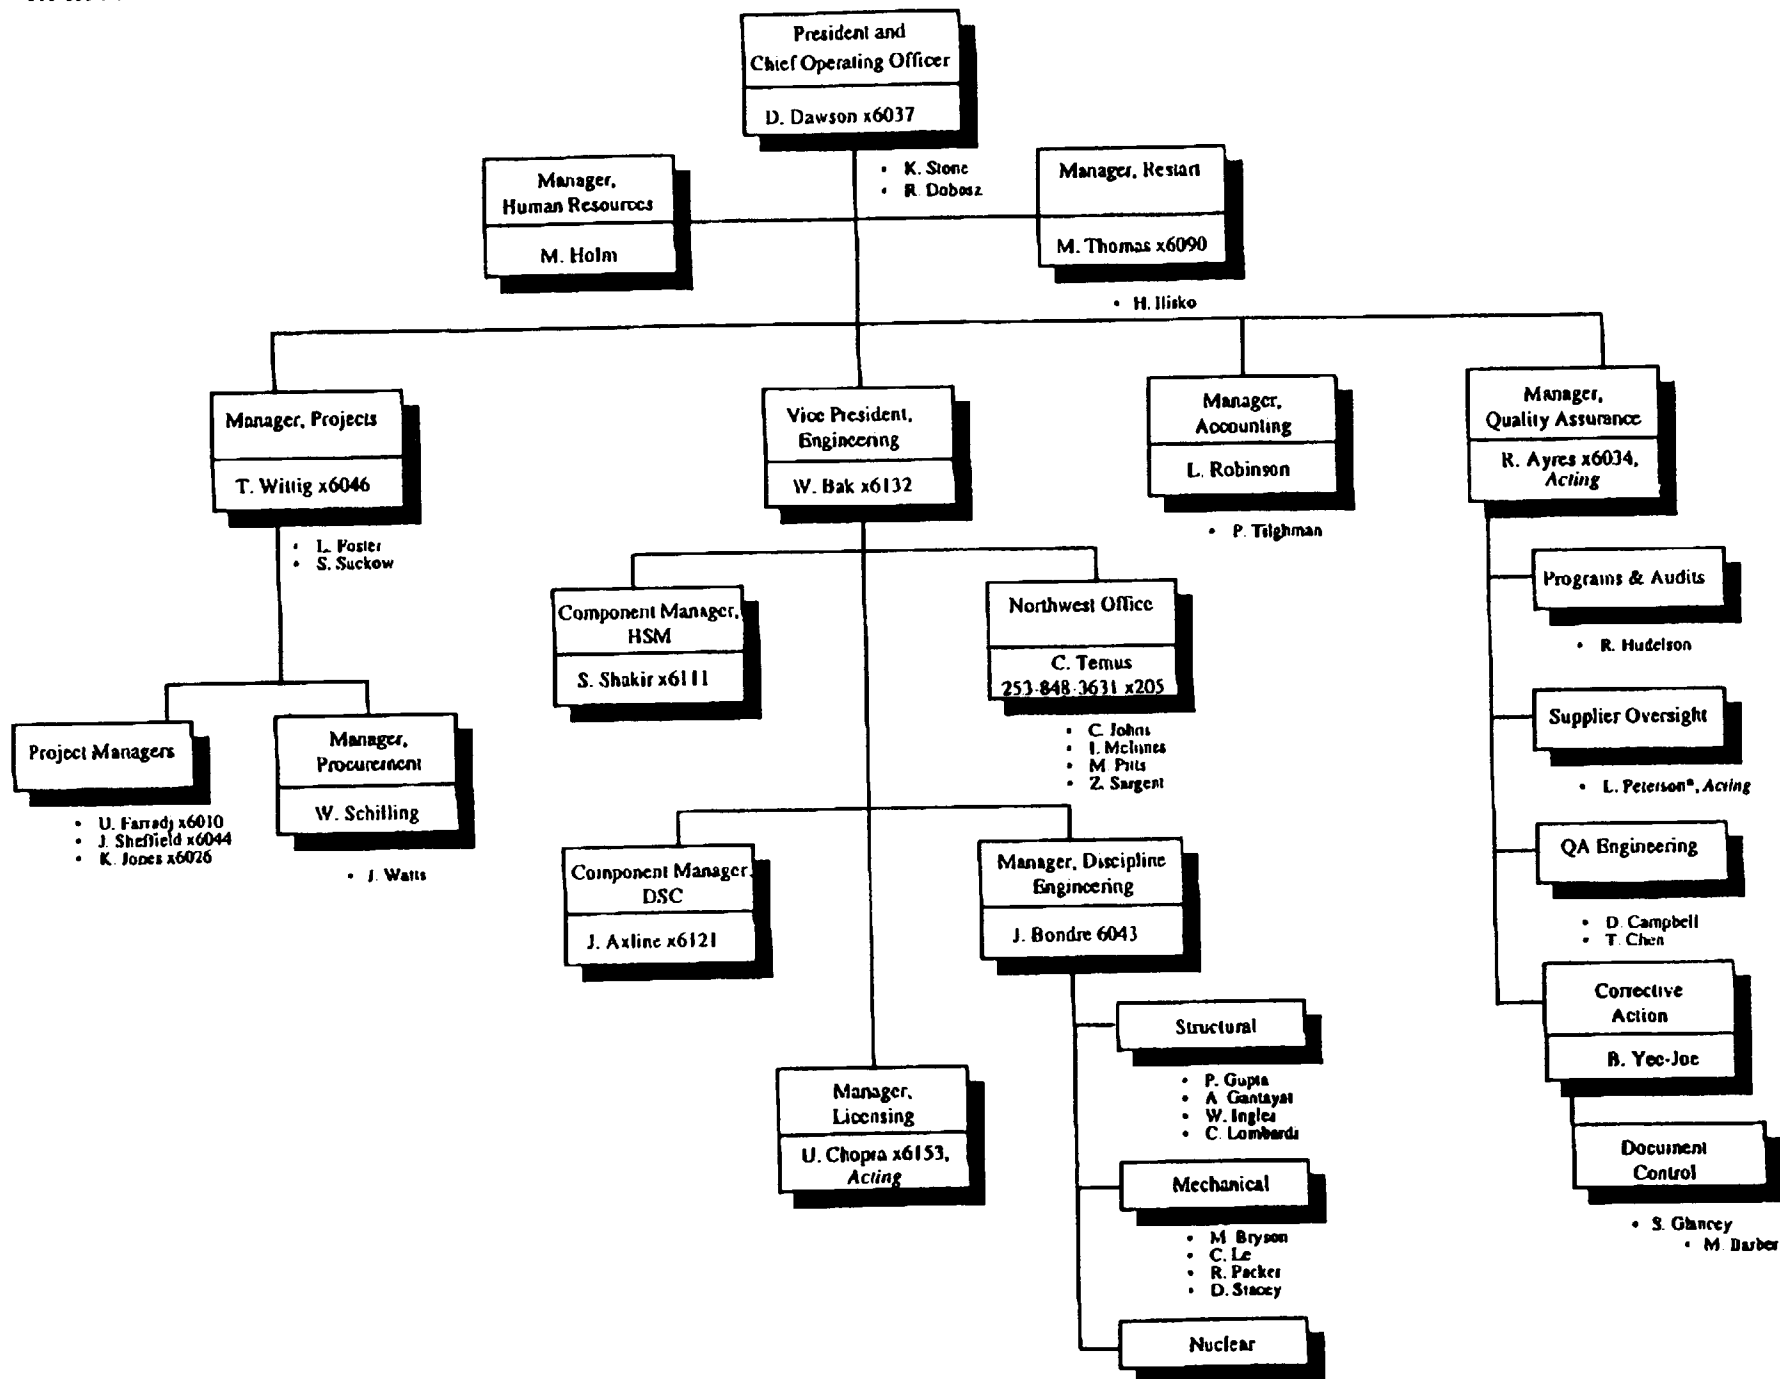 President and
Chief Operating Officer
D. Dawson x6037
• K. Stone
• R. Dobosz
Manager,
Human Resources
M. Holm
Manager, Restart
M. Thomas x6090
• H.
Manager, Projects
T. Wittig x6046
• L. Foster
• S. Suckow
Vice President,
Engineering
W. Bak x6132
Manager,
Accounting
L. Robinson
• P. Tilghman
Manager,
Quality Assurance
R. Ayres x6034,
Acting
Programs & Audits
• R. Hudelson
Component Manager,
HSM
S. Shakir x6111
Northwest Office
C. Temus
253-848-3631 x205
• C. Johns
• I. McInnes
• M. Pitts
• Z. Sargent
Supplier Oversight
• L. Peterson*, Acting
Project Managers
• U. Farradj x6010
• J. Sheffield x6044
• K. Jones x6026
Manager,
Procurement
W. Schilling
• J. Watts
QA Engineering
• D. Campbell
• T. Chen
Component Manager,
DSC
J. Axline x6121
Manager, Discipline
Engineering
J. Bondre 6043
Corrective
Action
B. Yee-Joe
Structural
• P. Gupta
• A. Gantayat
• W. Ingles
• C. Lombardi
Manager,
Licensing
U. Chopra x6153,
Acting
Document
Control
• S. Glancey
• M. Barber
Mechanical
• M. Bryson
• C. Le
• R. Packer
• D. Stacey
Nuclear